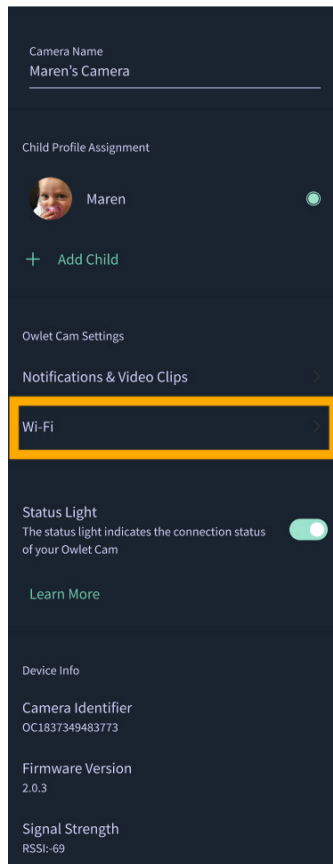 Camera Name
Maren's Camera
Child Profile Assignment
Maren
+ Add Child
Owlet Cam Settings
Notifications & Video Clips
Wi-Fi
Status Light
The status light indicates the connection status
of your Owlet Cam
Learn More
Device Info
Camera Identifier
OC1837349483773
Firmware Version
2.0.3
Signal Strength
RSSI:-69